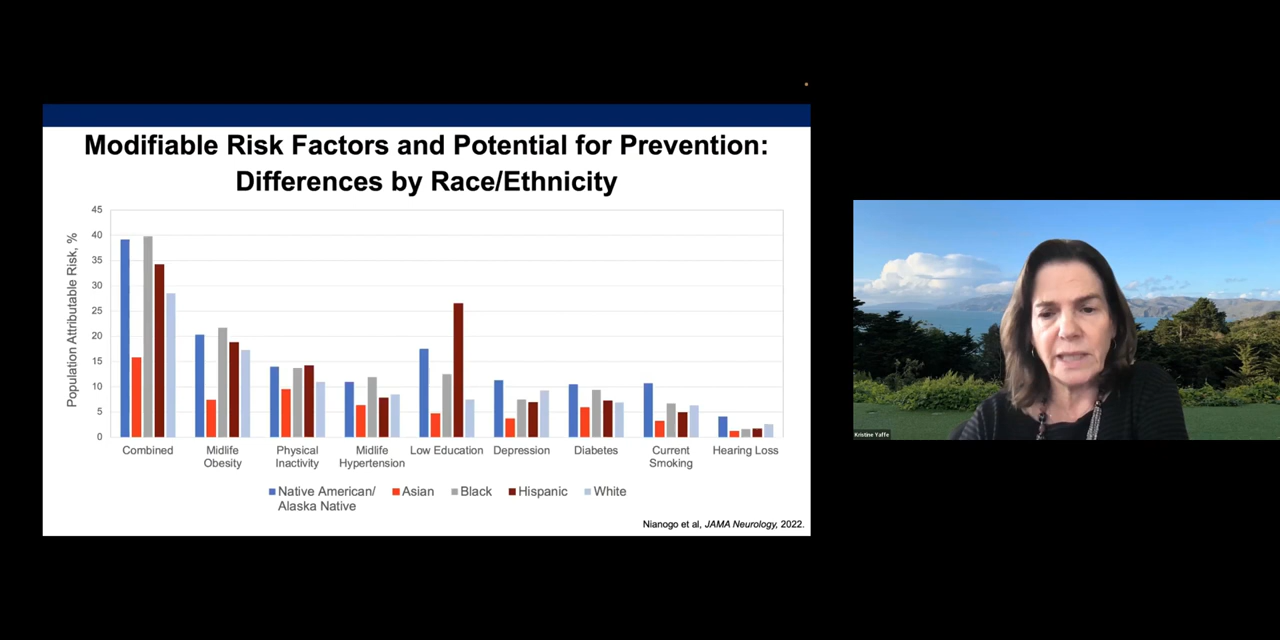 Modifiable Risk Factors and Potential for Prevention:
Differences by Race/Ethnicity
Population Attributable Risk, %
45
40
35
30
25
20
15
10
5
0
Combined
Midlife
Obesity
Physical
Inactivity
Midlife
Hypertension
Low Education
Depression
Diabetes
Current
Smoking
Hearing Loss
Native American/
Alaska Native
Asian
Black
Hispanic
White
Nianogo et al, JAMA Neurology, 2022.
Kristine Yaffe